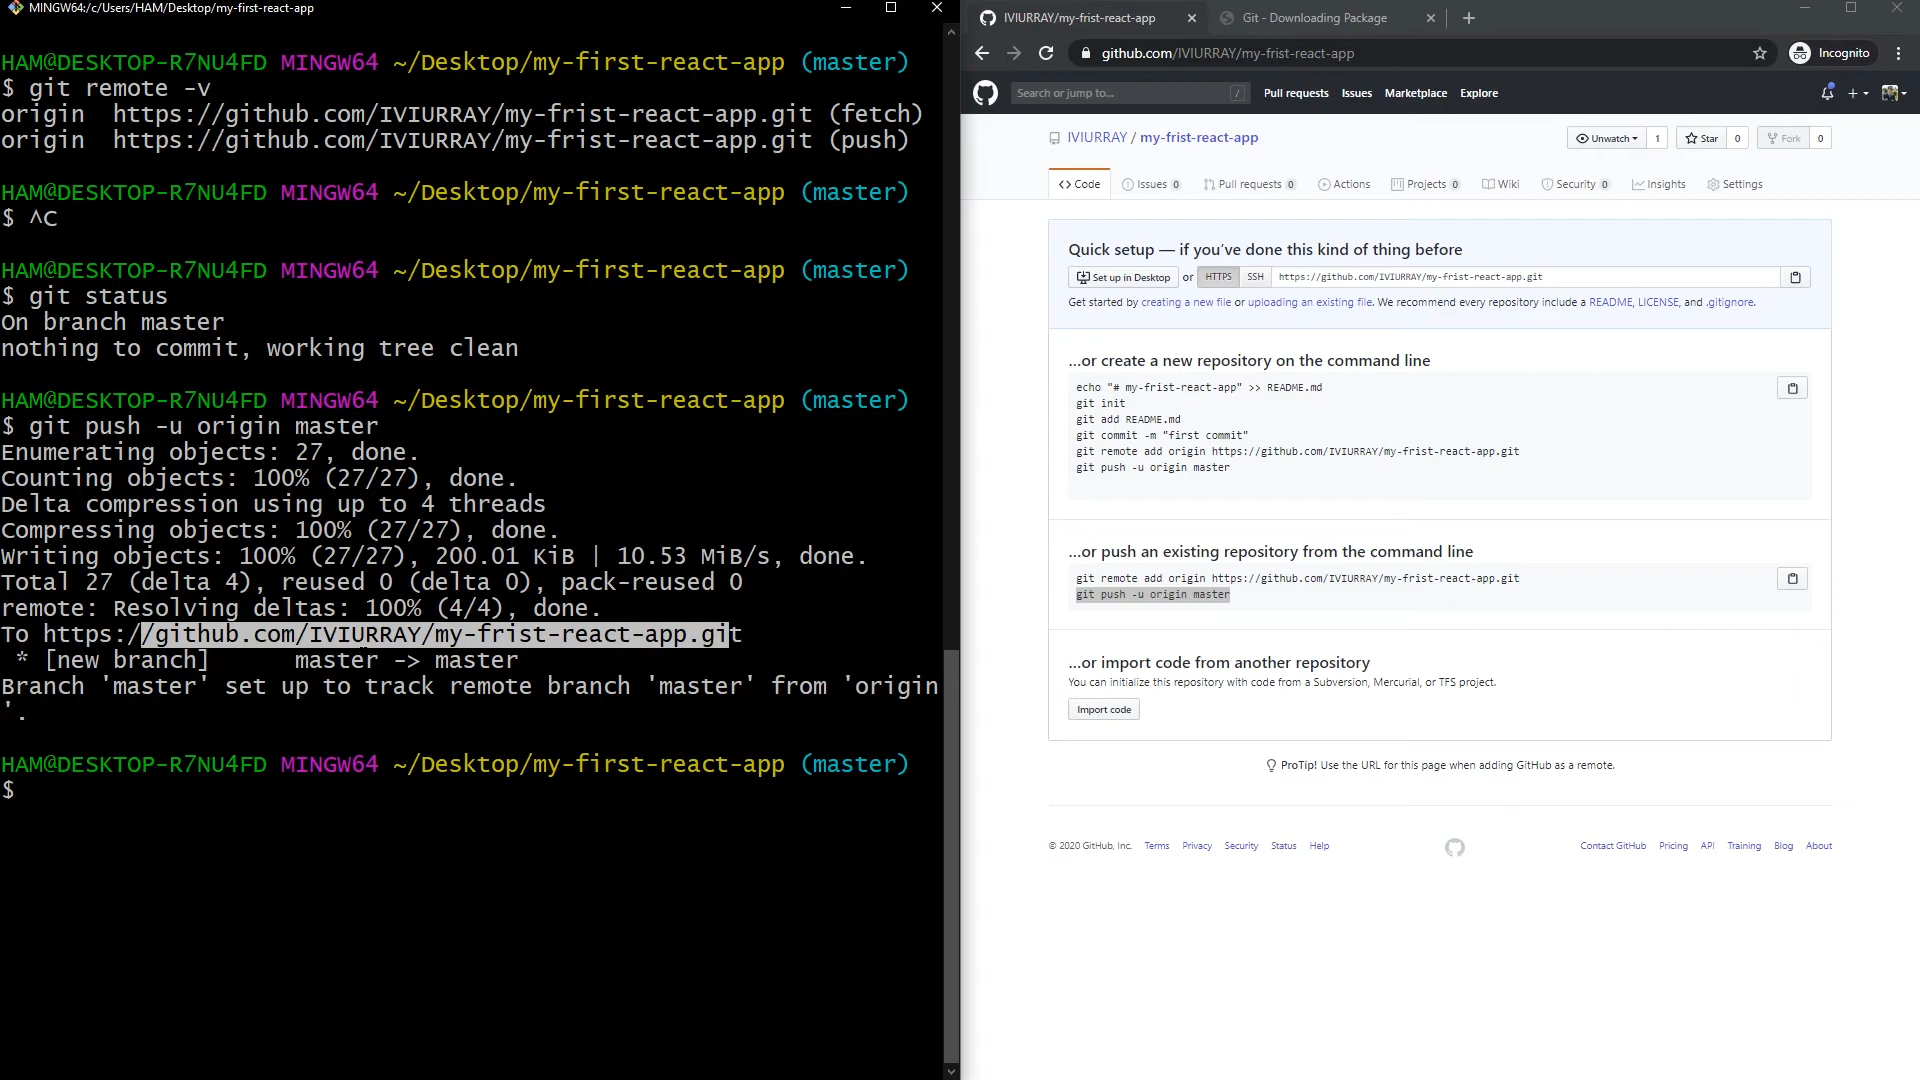 MINGW64:/c/Users/HAM/Desktop/my-first-react-app
HAM@DESKTOP-R7NU4FD MINGW64 ~/Desktop/my-first-react-app (master)
$ git remote -v
origin  https://github.com/IVIURRAY/my-frist-react-app.git (fetch)
origin  https://github.com/IVIURRAY/my-frist-react-app.git (push)
HAM@DESKTOP-R7NU4FD MINGW64 ~/Desktop/my-first-react-app (master)
$ ^C
HAM@DESKTOP-R7NU4FD MINGW64 ~/Desktop/my-first-react-app (master)
$ git status
On branch master
nothing to commit, working tree clean
HAM@DESKTOP-R7NU4FD MINGW64 ~/Desktop/my-first-react-app (master)
$ git push -u origin master
Enumerating objects: 27, done.
Counting objects: 100% (27/27), done.
Delta compression using up to 4 threads
Compressing objects: 100% (27/27), done.
Writing objects: 100% (27/27), 200.01 KiB | 10.53 MiB/s, done.
Total 27 (delta 4), reused 0 (delta 0), pack-reused 0
remote: Resolving deltas: 100% (4/4), done.
To https://github.com/IVIURRAY/my-frist-react-app.git
 * [new branch]      master -> master
Branch 'master' set up to track remote branch 'master' from 'origin
'.
HAM@DESKTOP-R7NU4FD MINGW64 ~/Desktop/my-first-react-app (master)
$
IVIURRAY/my-frist-react-app
Git - Downloading Package
github.com/IVIURRAY/my-frist-react-app
Incognito
Search or jump to... /
Pull requests Issues Marketplace Explore
IVIURRAY / my-frist-react-app
Unwatch 1 Star 0 Fork 0
Code Issues 0 Pull requests 0 Actions Projects 0 Wiki Security 0 Insights Settings
Quick setup — if you've done this kind of thing before
Set up in Desktop or HTTPS SSH https://github.com/IVIURRAY/my-frist-react-app.git
Get started by creating a new file or uploading an existing file. We recommend every repository include a README, LICENSE, and .gitignore.
...or create a new repository on the command line
echo "# my-frist-react-app" >> README.md
git init
git add README.md
git commit -m "first commit"
git remote add origin https://github.com/IVIURRAY/my-frist-react-app.git
git push -u origin master
...or push an existing repository from the command line
git remote add origin https://github.com/IVIURRAY/my-frist-react-app.git
git push -u origin master
...or import code from another repository
You can initialize this repository with code from a Subversion, Mercurial, or TFS project.
Import code
ProTip! Use the URL for this page when adding GitHub as a remote.
© 2020 GitHub, Inc. Terms Privacy Security Status Help
Contact GitHub Pricing API Training Blog About